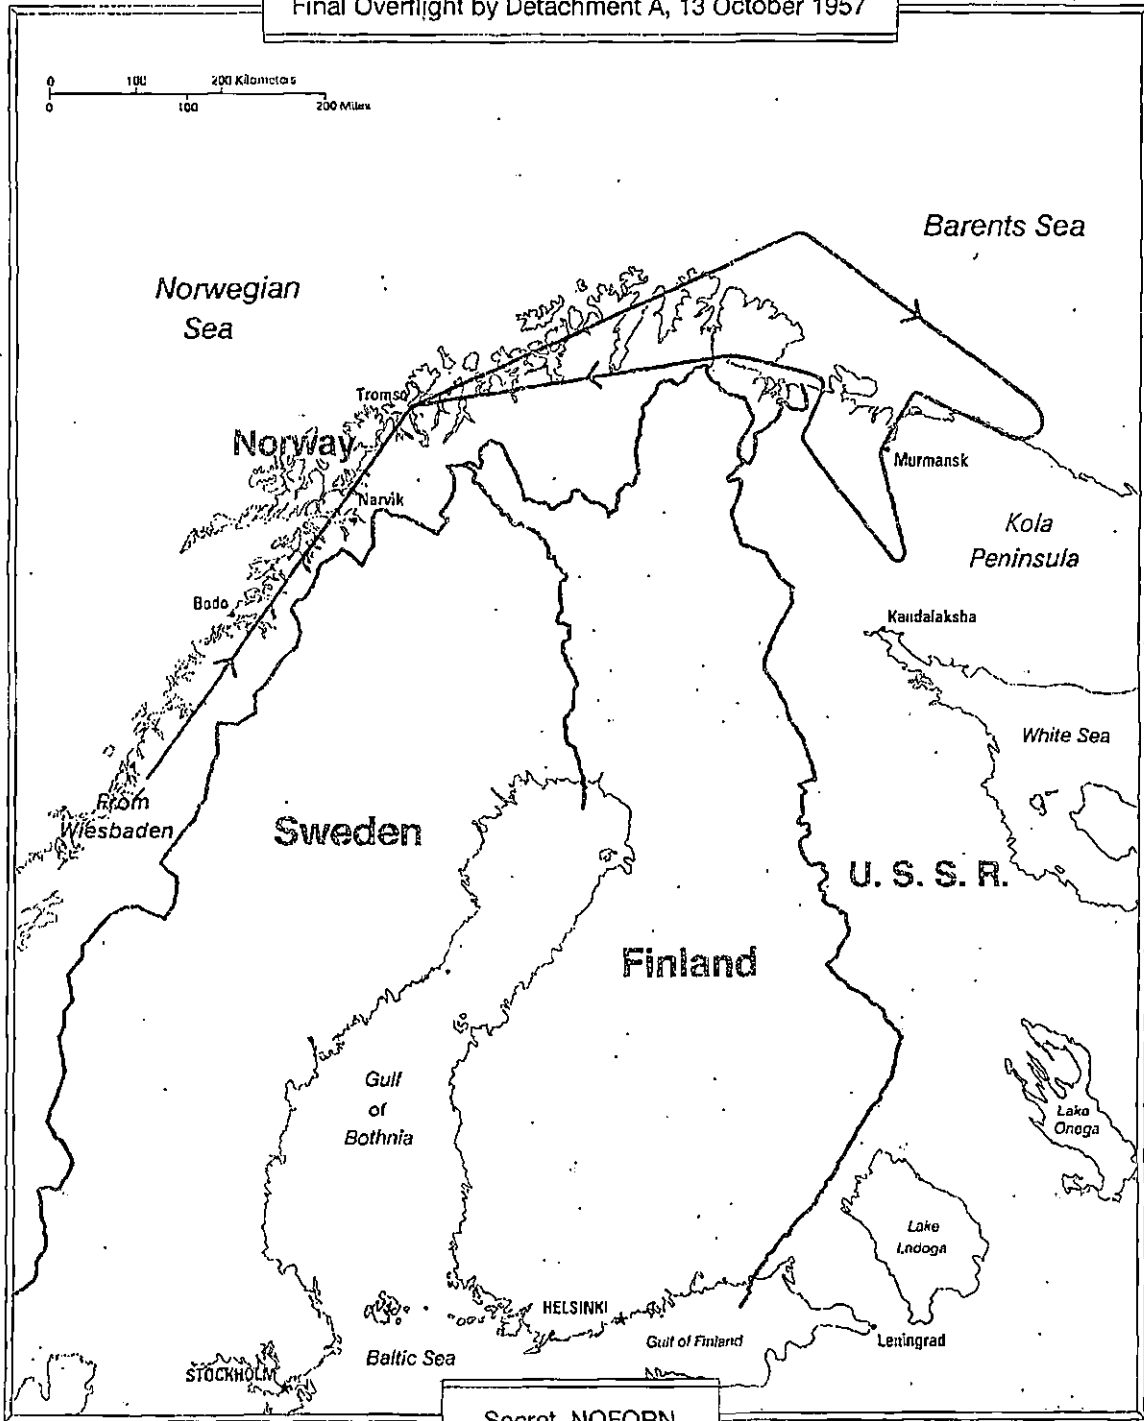 Final Overflight by Detachment A, 13 October 1957
0 100 200 Kilometers
0 100 200 Miles
Barents Sea
Norwegian
Sea
Tromso
Norway
Murmansk
Narvik
Kola
Peninsula
Bodo
Kandalaksha
White Sea
From
Wiesbaden
Sweden
U. S. S. R.
Finland
Gulf
of
Bothnia
Lake
Onega
Lake
Ladoga
HELSINKI
Gulf of Finland
Leningrad
Baltic Sea
STOCKHOLM
Secret NOFORN